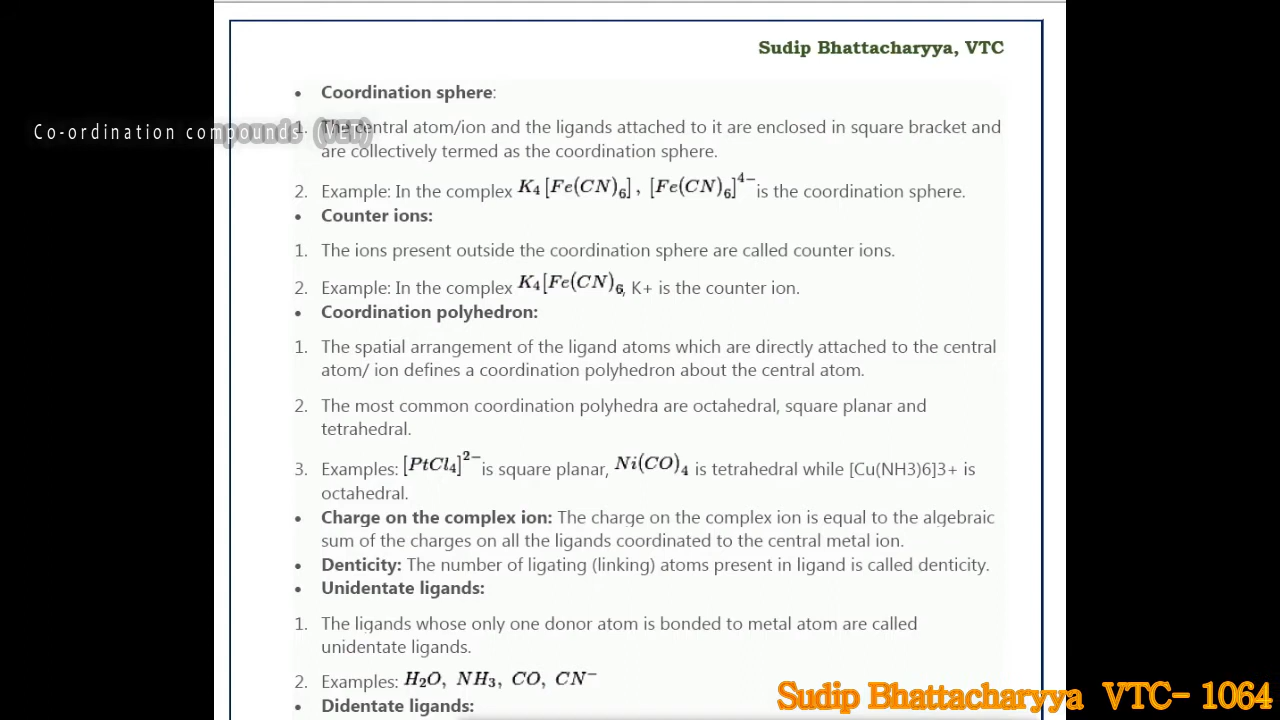 Sudip Bhattacharyya, VTC
• Coordination sphere:
Co-ordination compounds (VEH)
1. The central atom/ion and the ligands attached to it are enclosed in square bracket and
are collectively termed as the coordination sphere.
2. Example: In the complex K₄[Fe(CN)₆], [Fe(CN)₆]⁴⁻ is the coordination sphere.
• Counter ions:
1. The ions present outside the coordination sphere are called counter ions.
2. Example: In the complex K₄[Fe(CN)₆, K+ is the counter ion.
• Coordination polyhedron:
1. The spatial arrangement of the ligand atoms which are directly attached to the central
atom/ ion defines a coordination polyhedron about the central atom.
2. The most common coordination polyhedra are octahedral, square planar and
tetrahedral.
3. Examples: [PtCl₄]²⁻ is square planar, Ni(CO)₄ is tetrahedral while [Cu(NH3)6]3+ is
octahedral.
• Charge on the complex ion: The charge on the complex ion is equal to the algebraic
sum of the charges on all the ligands coordinated to the central metal ion.
• Denticity: The number of ligating (linking) atoms present in ligand is called denticity.
• Unidentate ligands:
1. The ligands whose only one donor atom is bonded to metal atom are called
unidentate ligands.
2. Examples: H₂O, NH₃, CO, CN⁻
• Didentate ligands:
Sudip Bhattacharyya VTC- 1064